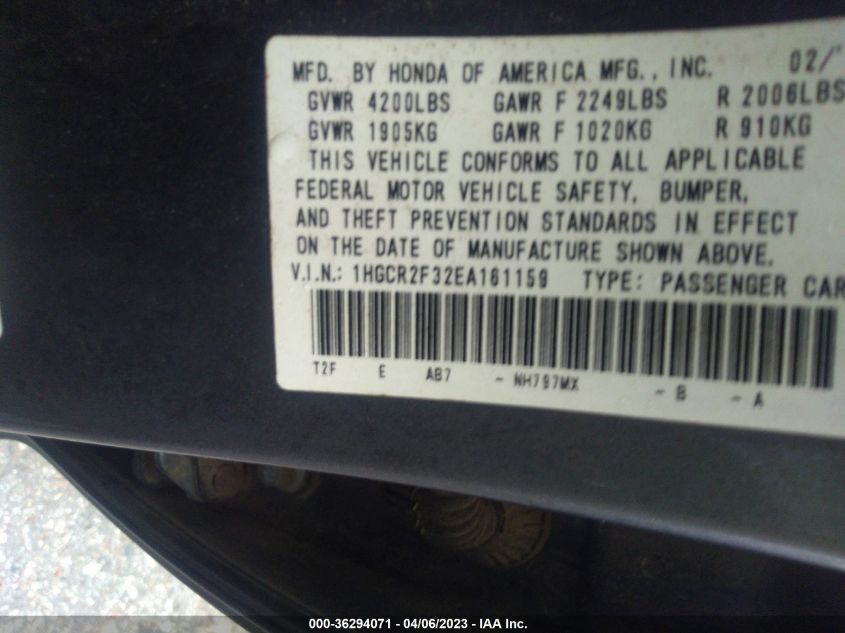 MFD. BY HONDA OF AMERICA MFG., INC. 02/
GVWR 4200LBS GAWR F 2249LBS R 2006LBS
GVWR 1905KG GAWR F 1020KG R 910KG
THIS VEHICLE CONFORMS TO ALL APPLICABLE
FEDERAL MOTOR VEHICLE SAFETY, BUMPER,
AND THEFT PREVENTION STANDARDS IN EFFECT
ON THE DATE OF MANUFACTURE SHOWN ABOVE.
V.I.N.: 1HGCR2F32EA161159 TYPE: PASSENGER CAR
T2F E AB7 - NH797MX - B - A
000-36294071 - 04/06/2023 - IAA Inc.